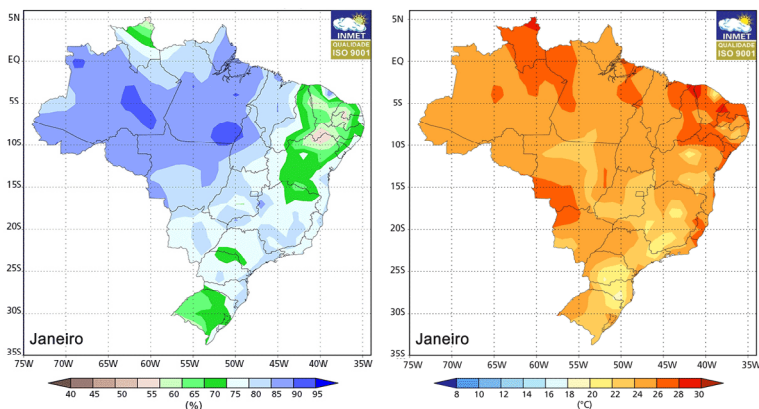 5N
EQ
5S
10S
15S
20S
25S
30S
35S
75W 70W 65W 60W 55W 50W 45W 40W 35W
INMET
QUALIDADE
ISO 9001
Janeiro
40 45 50 55 60 65 70 75 80 85 90 95
(%)
5N
EQ
5S
10S
15S
20S
25S
30S
35S
75W 70W 65W 60W 55W 50W 45W 40W 35W
INMET
QUALIDADE
ISO 9001
Janeiro
8 10 12 14 16 18 20 22 24 26 28 30
(°C)